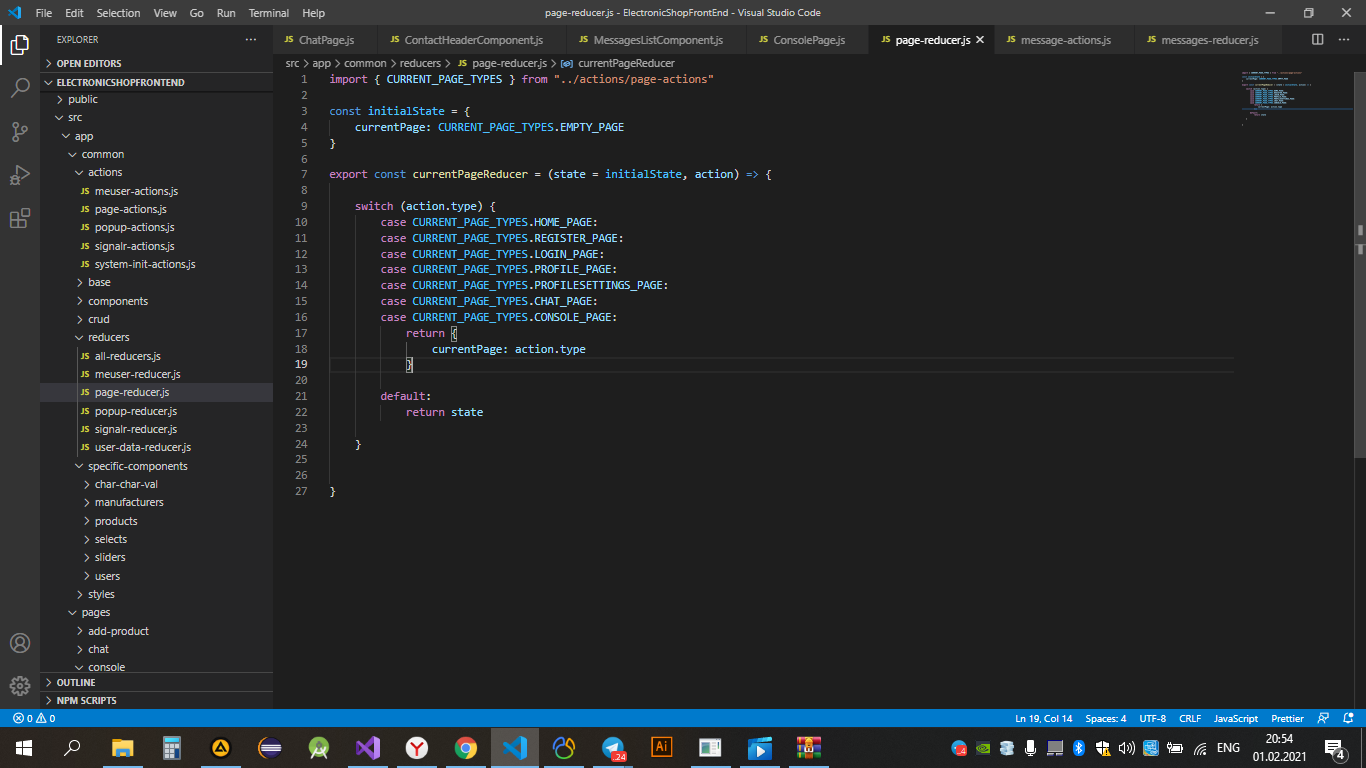 File Edit Selection View Go Run Terminal Help
page-reducer.js - ElectronicShopFrontEnd - Visual Studio Code
EXPLORER
OPEN EDITORS
ELECTRONICSHOPFRONTEND
public
src
app
common
actions
JS meuser-actions.js
JS page-actions.js
JS popup-actions.js
JS signalr-actions.js
JS system-init-actions.js
base
components
crud
reducers
JS all-reducers.js
JS meuser-reducer.js
JS page-reducer.js
JS popup-reducer.js
JS signalr-reducer.js
JS user-data-reducer.js
specific-components
char-char-val
manufacturers
products
selects
sliders
users
styles
pages
add-product
chat
console
OUTLINE
NPM SCRIPTS
JS ChatPage.js JS ContactHeaderComponent.js JS MessagesListComponent.js JS ConsolePage.js JS page-reducer.js JS message-actions.js JS messages-reducer.js
src > app > common > reducers > JS page-reducer.js > currentPageReducer
1 import { CURRENT_PAGE_TYPES } from "../actions/page-actions"
2
3 const initialState = {
4 currentPage: CURRENT_PAGE_TYPES.EMPTY_PAGE
5 }
6
7 export const currentPageReducer = (state = initialState, action) => {
8
9 switch (action.type) {
10 case CURRENT_PAGE_TYPES.HOME_PAGE:
11 case CURRENT_PAGE_TYPES.REGISTER_PAGE:
12 case CURRENT_PAGE_TYPES.LOGIN_PAGE:
13 case CURRENT_PAGE_TYPES.PROFILE_PAGE:
14 case CURRENT_PAGE_TYPES.PROFILESETTINGS_PAGE:
15 case CURRENT_PAGE_TYPES.CHAT_PAGE:
16 case CURRENT_PAGE_TYPES.CONSOLE_PAGE:
17 return {
18 currentPage: action.type
19 }
20
21 default:
22 return state
23
24 }
25
26
27 }
0 0
Ln 19, Col 14 Spaces: 4 UTF-8 CRLF JavaScript Prettier
24
Ai
ENG
20:54
01.02.2021
4